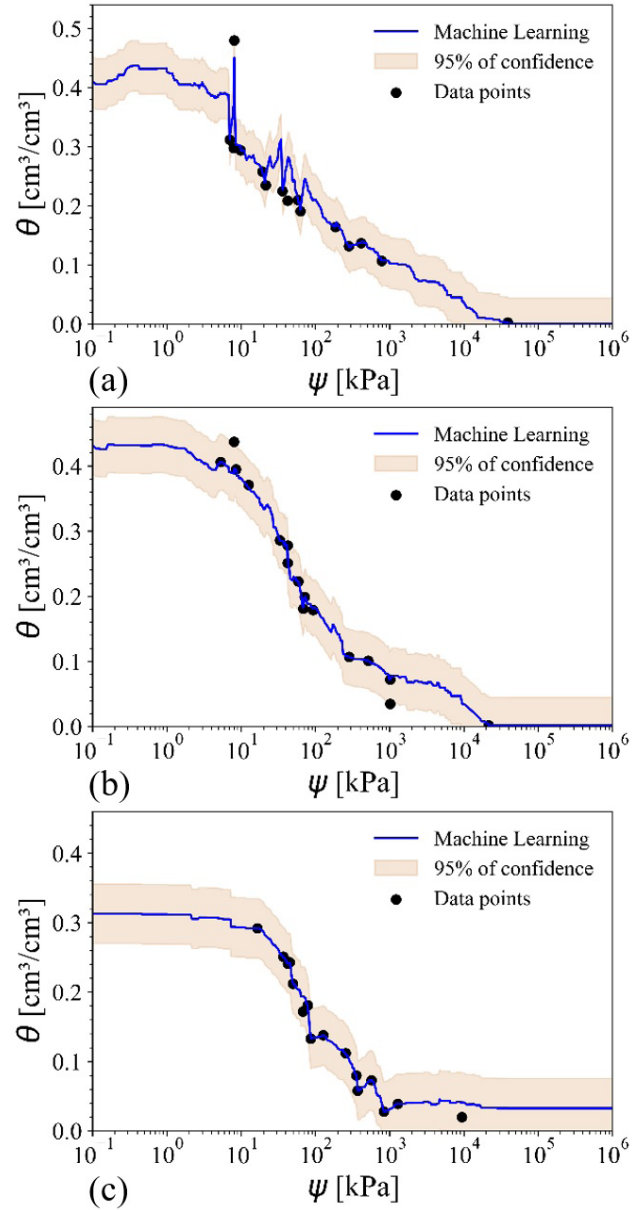 0.5
0.4
0.3
0.2
0.1
0.0
θ [cm³/cm³]
Machine Learning
95% of confidence
Data points
10⁻¹ 10⁰ 10¹ 10² 10³ 10⁴ 10⁵ 10⁶
(a)
ψ [kPa]
0.4
0.3
0.2
0.1
0.0
θ [cm³/cm³]
Machine Learning
95% of confidence
Data points
10⁻¹ 10⁰ 10¹ 10² 10³ 10⁴ 10⁵ 10⁶
(b)
ψ [kPa]
0.4
0.3
0.2
0.1
0.0
θ [cm³/cm³]
Machine Learning
95% of confidence
Data points
10⁻¹ 10⁰ 10¹ 10² 10³ 10⁴ 10⁵ 10⁶
(c)
ψ [kPa]